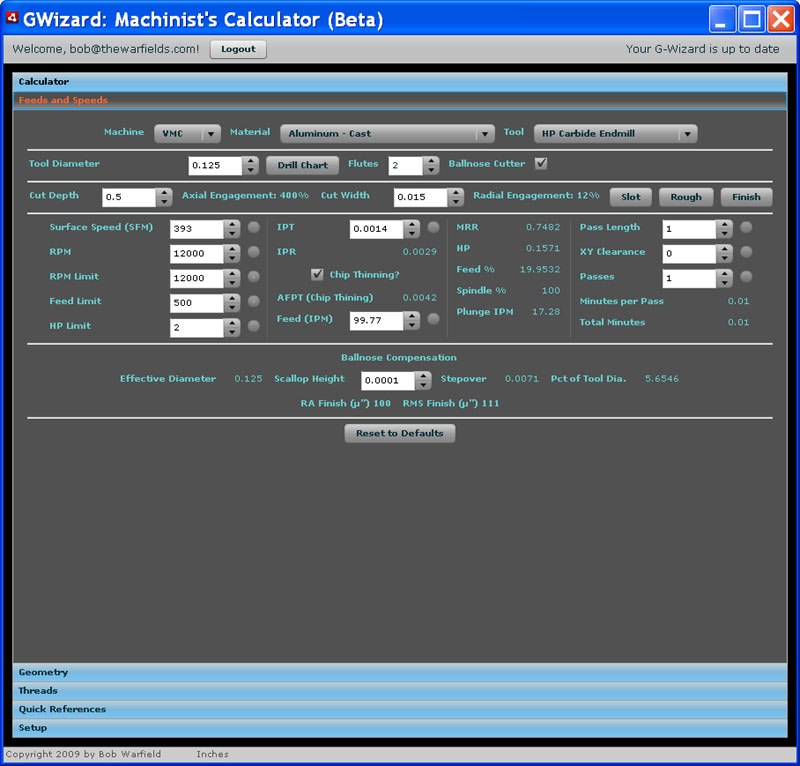 GWizard: Machinist's Calculator (Beta)
Welcome, bob@thewarfields.com! Logout Your G-Wizard is up to date
Calculator
Feeds and Speeds
Machine VMC Material Aluminum - Cast Tool HP Carbide Endmill
Tool Diameter 0.125 Drill Chart Flutes 2 Ballnose Cutter
Cut Depth 0.5 Axial Engagement: 400% Cut Width 0.015 Radial Engagement: 12% Slot Rough Finish
Surface Speed (SFM) 393 IPT 0.0014 MRR 0.7482 Pass Length 1
RPM 12000 IPR 0.0029 HP 0.1571 XY Clearance 0
RPM Limit 12000 Chip Thinning? Feed % 19.9532 Passes 1
Feed Limit 500 AFPT (Chip Thining) 0.0042 Spindle % 100 Minutes per Pass 0.01
HP Limit 2 Feed (IPM) 99.77 Plunge IPM 17.28 Total Minutes 0.01
Ballnose Compensation
Effective Diameter 0.125 Scallop Height 0.0001 Stepover 0.0071 Pct of Tool Dia. 5.6546
RA Finish (µ") 100 RMS Finish (µ") 111
Reset to Defaults
Geometry
Threads
Quick References
Setup
Copyright 2009 by Bob Warfield Inches